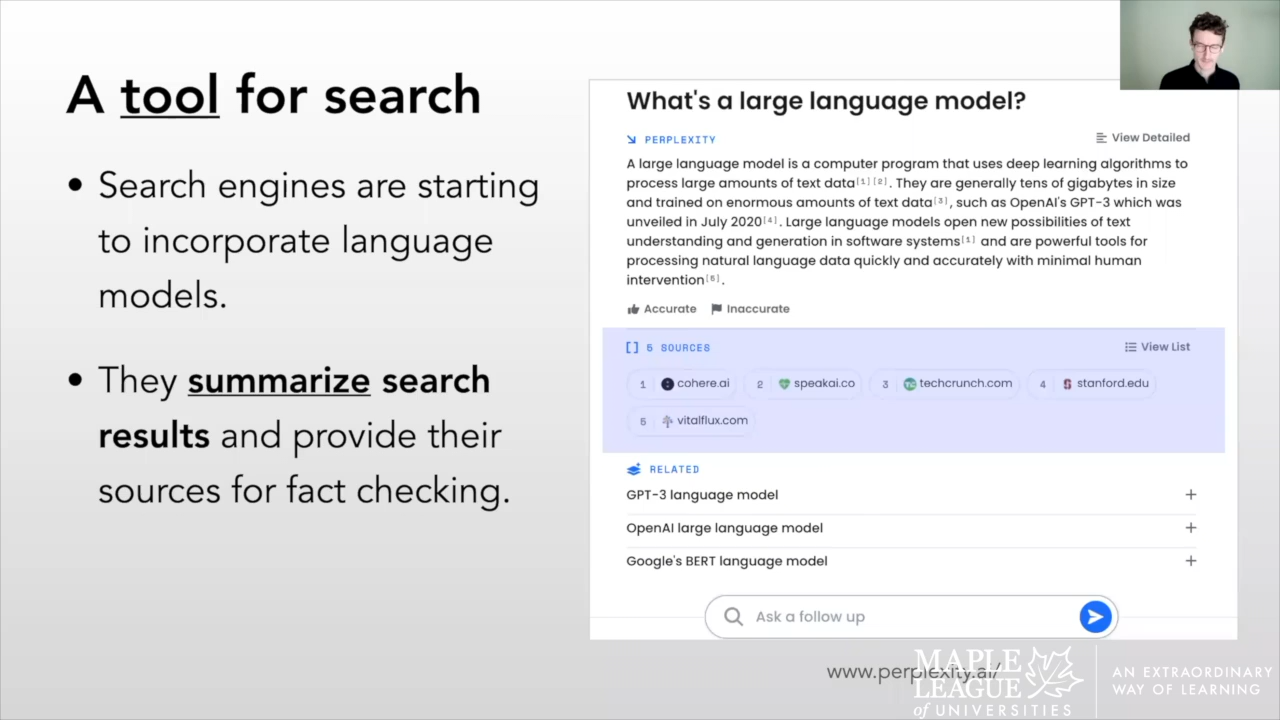 A tool for search
• Search engines are starting
to incorporate language
models.
• They summarize search
results and provide their
sources for fact checking.
What's a large language model?
PERPLEXITY
View Detailed
A large language model is a computer program that uses deep learning algorithms to
process large amounts of text data[1][2]. They are generally tens of gigabytes in size
and trained on enormous amounts of text data[3], such as OpenAI's GPT-3 which was
unveiled in July 2020[4]. Large language models open new possibilities of text
understanding and generation in software systems[1] and are powerful tools for
processing natural language data quickly and accurately with minimal human
intervention[5].
Accurate Inaccurate
[] 5 SOURCES
View List
1 cohere.ai 2 speakai.co 3 techcrunch.com 4 stanford.edu
5 vitalflux.com
RELATED
GPT-3 language model +
OpenAI large language model +
Google's BERT language model +
Ask a follow up
www.perplexity.ai/
MAPLE
LEAGUE
of UNIVERSITIES
AN EXTRAORDINARY
WAY OF LEARNING